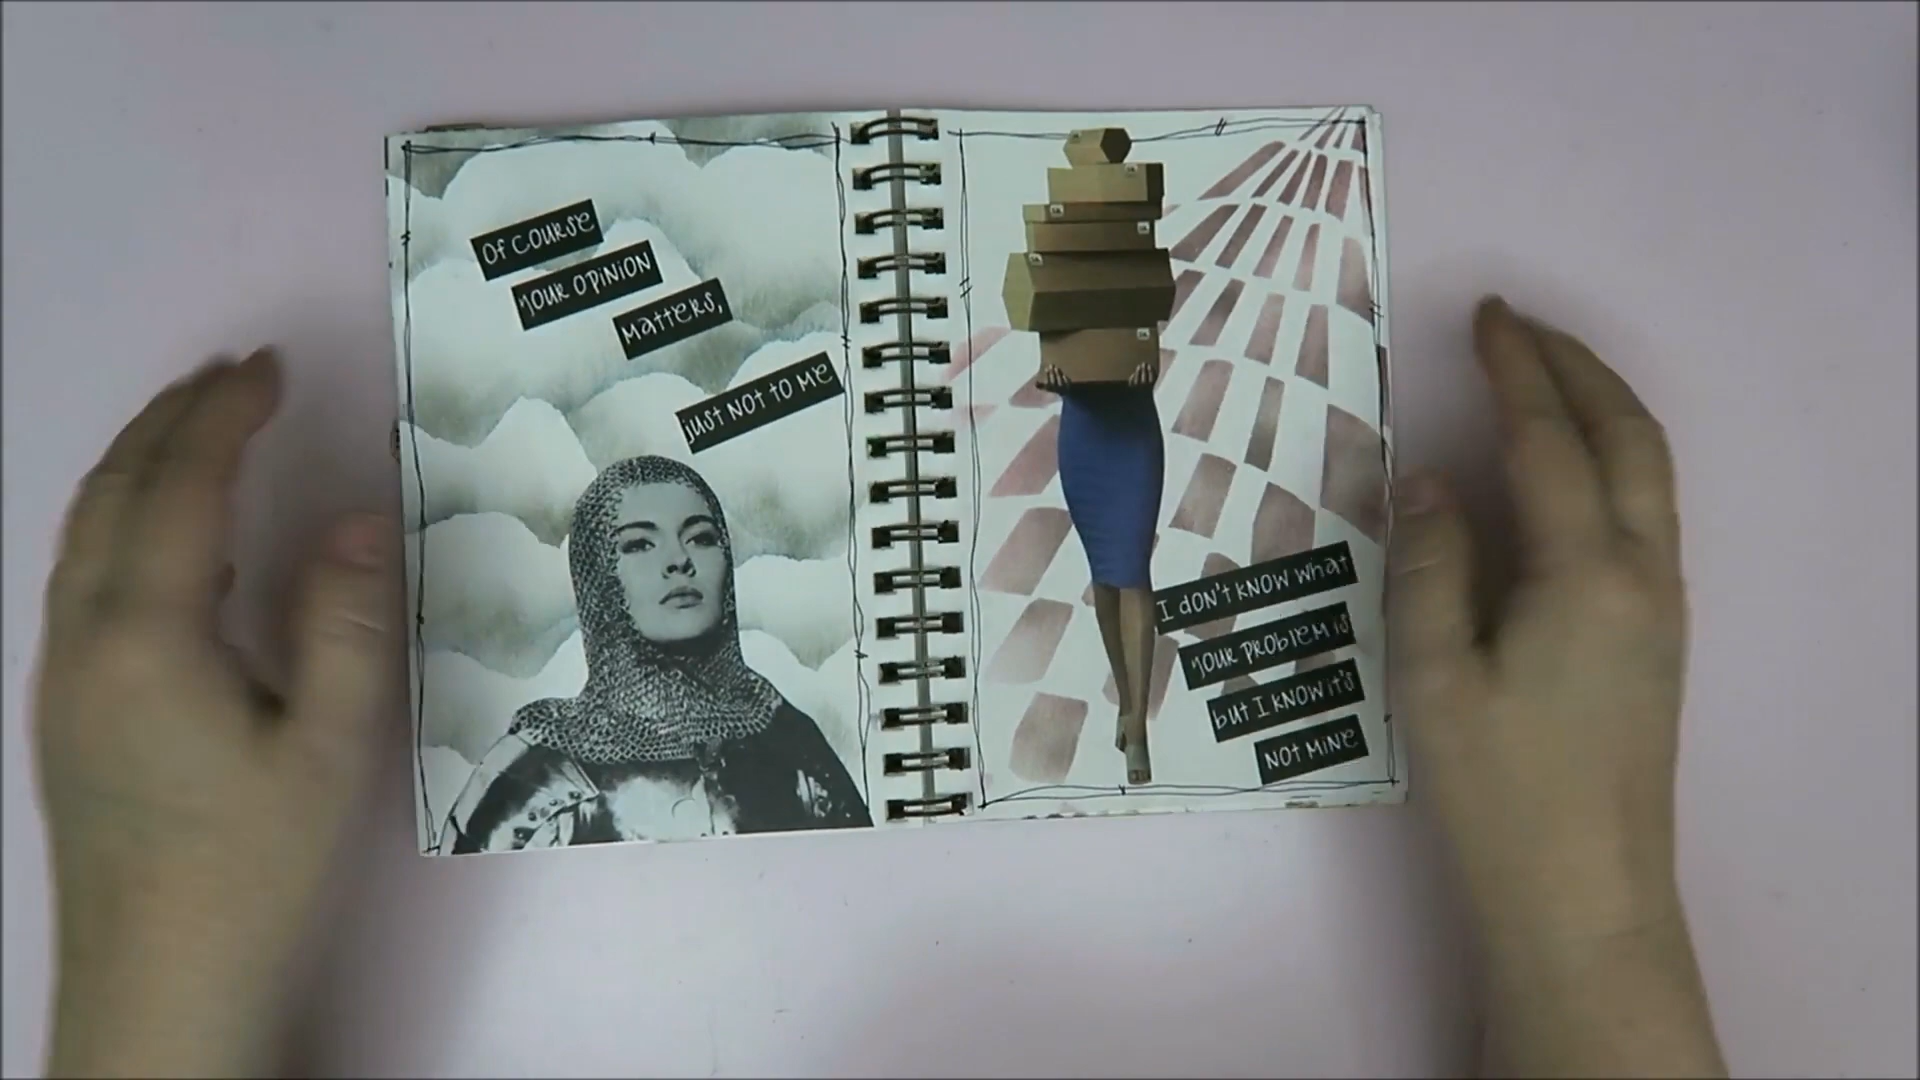 Of course
your opinion
matters,
just not to me
I don't know what
your problem is
but I know it's
not mine